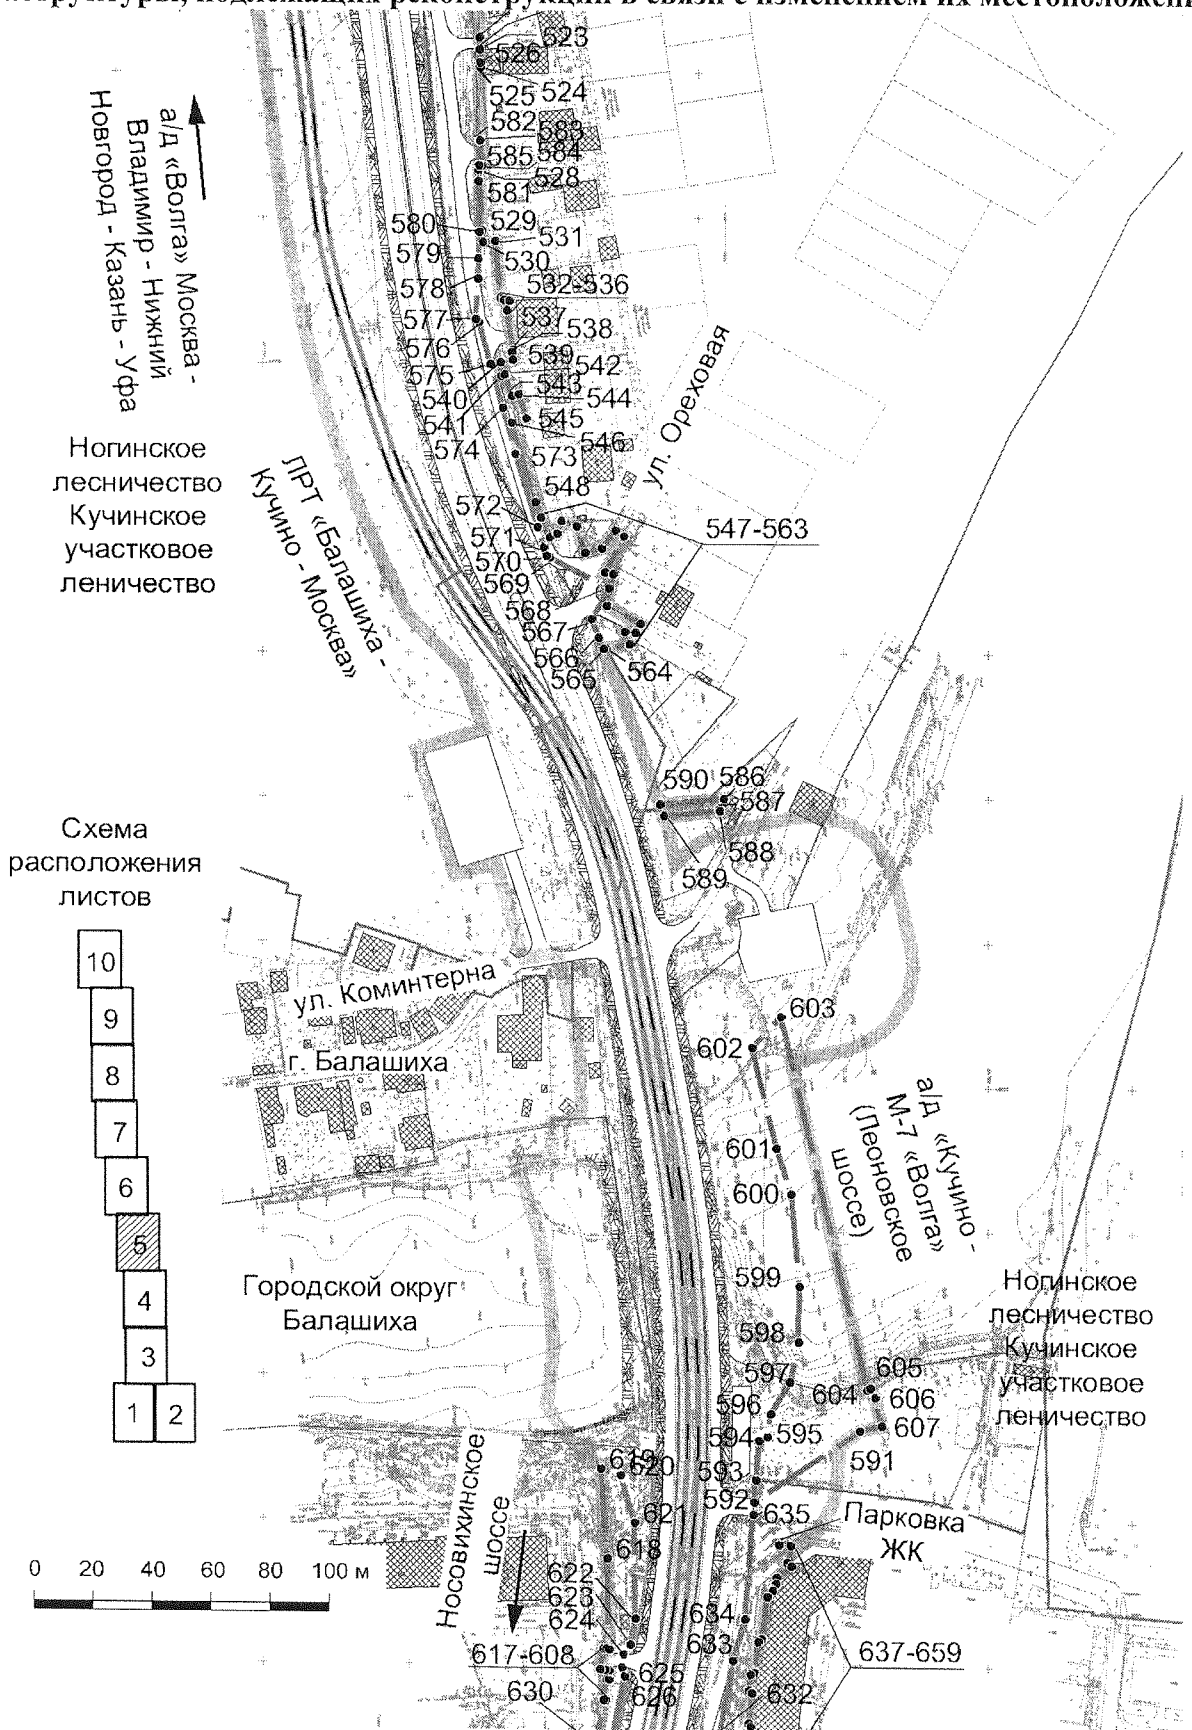 подлежащих реконструкции в связи с изменением их местоположен
523
526
525 524
582
583
585 584
528
581
580 529
531
579 530
578 532-536
577 537
538
576 539
575 542
543
540 544
541 545
574 546
573
548
572
547-563
571
570
569
568
567
566
565 564
а/д «Волга» Москва -
Владимир - Нижний
Новгород - Казань - Уфа
ул. Ореховая
Ногинское
лесничество
Кучинское
участковое
леничество
ЛРТ «Балашиха -
Кучино - Москва»
590 586
587
588
589
Схема
расположения
листов
10
9
8
7
6
5
4
3
1 2
ул. Коминтерна
г. Балашиха
603
602
601
600
599
598
597
596
595
594
593
592
591
604
605
606
607
635
а/д «Кучино -
М-7 «Волга»
(Леоновское
шоссе)
Городской округ
Балашиха
Ногинское
лесничество
Кучинское
участковое
леничество
619
620
621
618
622
623
624
617-608
625
626
630
Носовихинское
шоссе
Парковка
ЖК
634
633
632
637-659
0 20 40 60 80 100 м